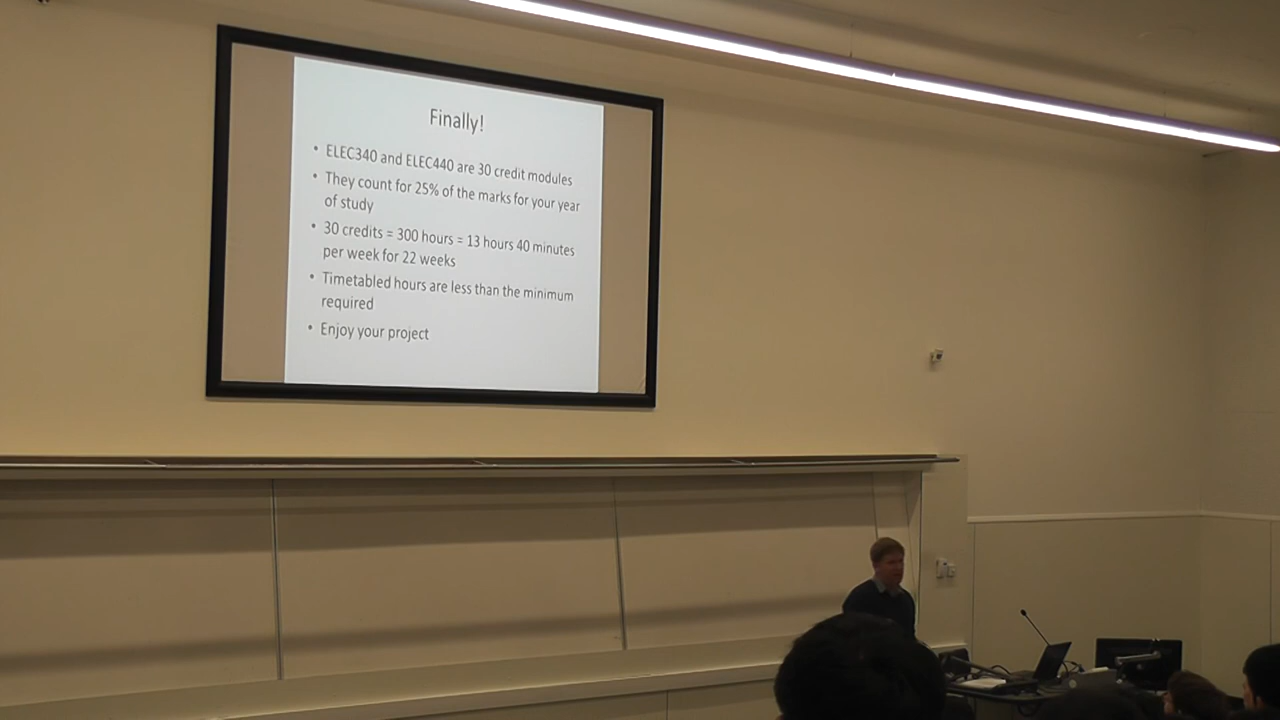 Finally!
• ELEC340 and ELEC440 are 30 credit modules
• They count for 25% of the marks for your year
of study
• 30 credits = 300 hours = 13 hours 40 minutes
per week for 22 weeks
• Timetabled hours are less than the minimum
required
• Enjoy your project